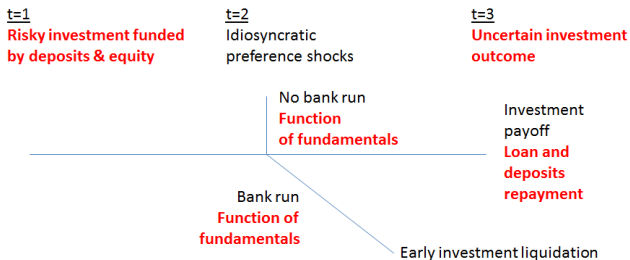 t=1
Risky investment funded
by deposits & equity
t=2
Idiosyncratic
preference shocks
t=3
Uncertain investment
outcome
No bank run
Function
of fundamentals
Investment
payoff
Loan and
deposits
repayment
Bank run
Function of
fundamentals
Early investment liquidation